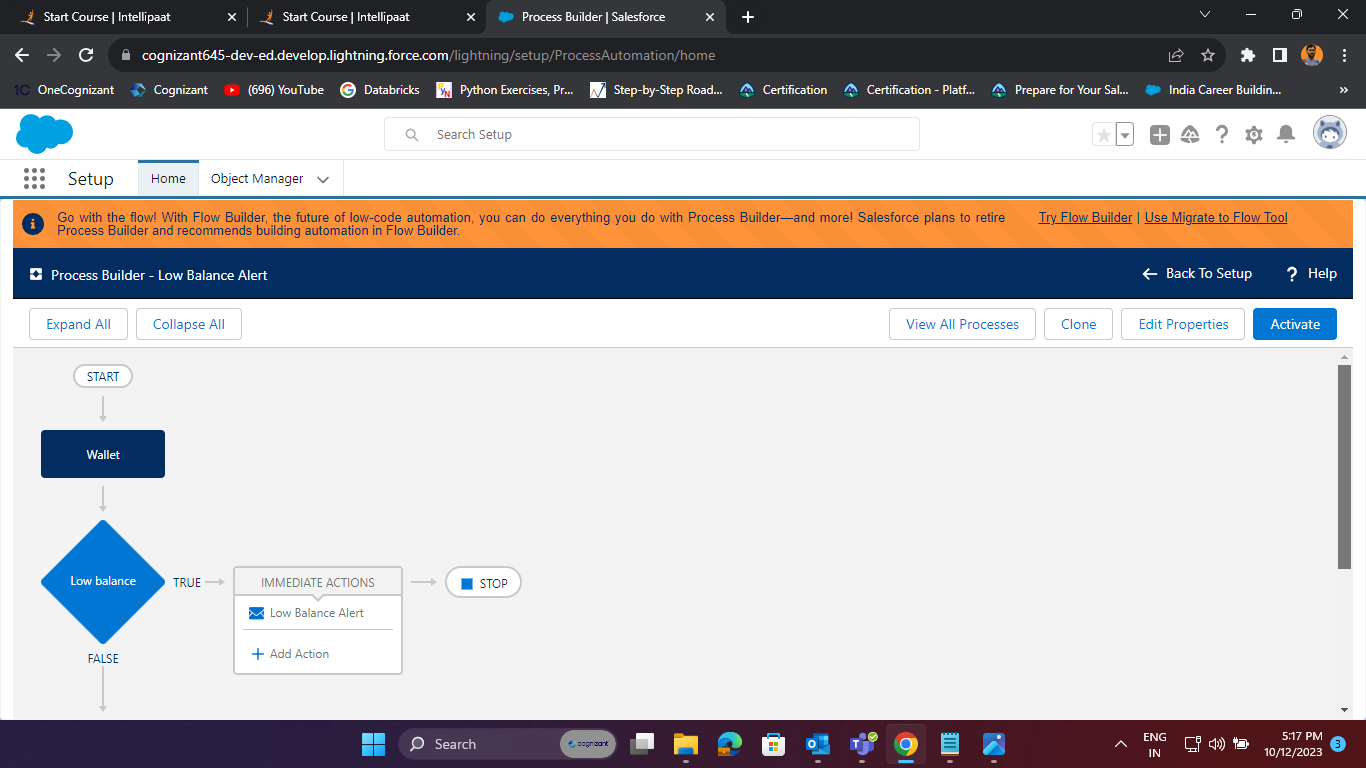 Start Course | Intellipaat
Start Course | Intellipaat
Process Builder | Salesforce
cognizant645-dev-ed.develop.lightning.force.com/lightning/setup/ProcessAutomation/home
1C OneCognizant
Cognizant
(696) YouTube
Databricks
Python Exercises, Pr...
Step-by-Step Road...
Certification
Certification - Platf...
Prepare for Your Sal...
India Career Buildin...
»
Search Setup
Setup
Home
Object Manager
Go with the flow! With Flow Builder, the future of low-code automation, you can do everything you do with Process Builder—and more! Salesforce plans to retire
Process Builder and recommends building automation in Flow Builder.
Try Flow Builder | Use Migrate to Flow Tool
Process Builder - Low Balance Alert
Back To Setup
? Help
Expand All
Collapse All
View All Processes
Clone
Edit Properties
Activate
START
Wallet
Low balance
TRUE
IMMEDIATE ACTIONS
STOP
Low Balance Alert
Add Action
FALSE
Search
cognizant
ENG
IN
5:17 PM
10/12/2023
3